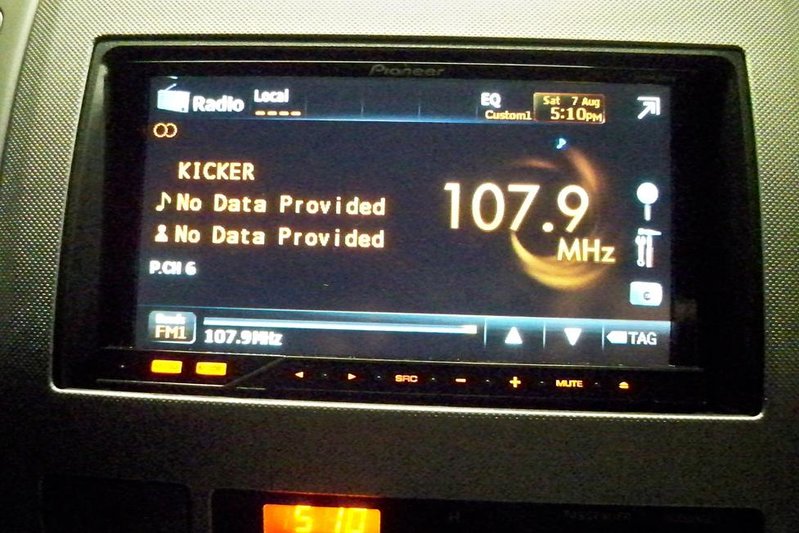 Pioneer
Radio Local EQ Custom1 Sat 7 Aug 5:10PM
KICKER
No Data Provided
No Data Provided
107.9
MHz
P.CH 6
Band FM1 107.9MHz TAG
SRC MUTE
5 10